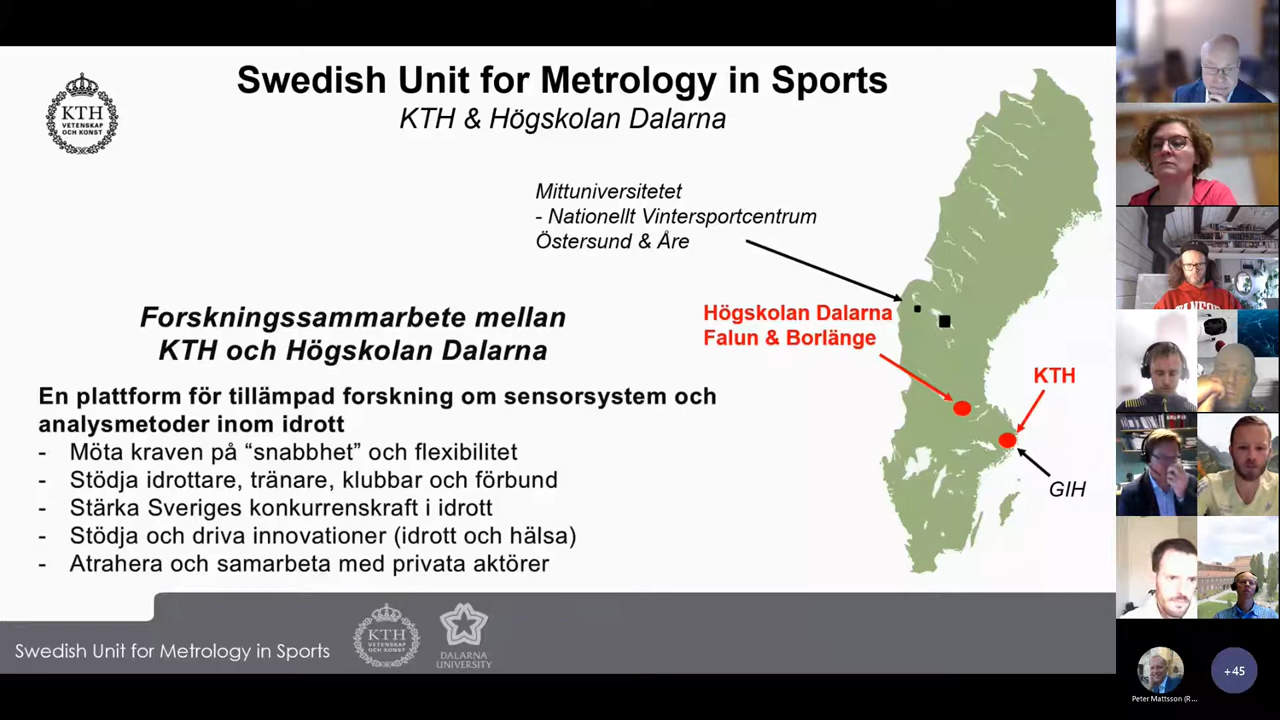 Swedish Unit for Metrology in Sports
KTH & Högskolan Dalarna
KTH
VETENSKAP
OCH KONST
Mittuniversitetet
- Nationellt Vintersportcentrum
Östersund & Åre
Högskolan Dalarna
Falun & Borlänge
KTH
GIH
Forskningssammarbete mellan
KTH och Högskolan Dalarna
En plattform för tillämpad forskning om sensorsystem och
analysmetoder inom idrott
- Möta kraven på “snabbhet” och flexibilitet
- Stödja idrottare, tränare, klubbar och förbund
- Stärka Sveriges konkurrenskraft i idrott
- Stödja och driva innovationer (idrott och hälsa)
- Atrahera och samarbeta med privata aktörer
Swedish Unit for Metrology in Sports
KTH
VETENSKAP
OCH KONST
DALARNA
UNIVERSITY
Peter Mattsson (R...
+45